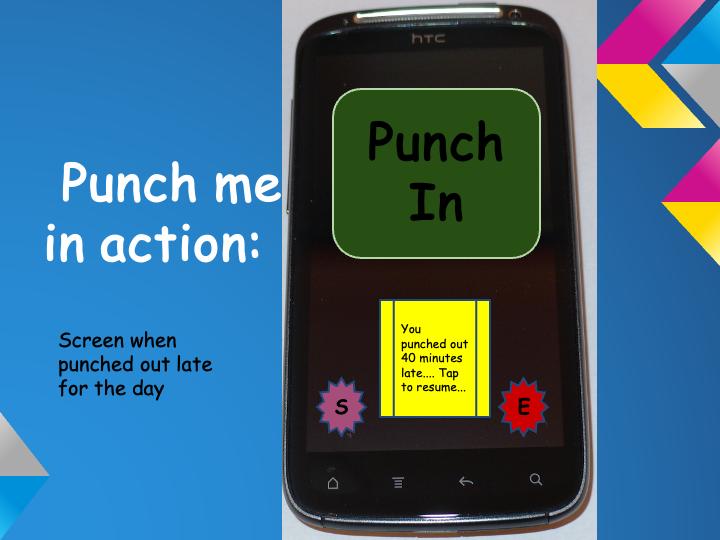 Punch me
in action:
Screen when
punched out late
for the day
hTC
Punch
In
You
punched out
40 minutes
late.... Tap
to resume...
S
E